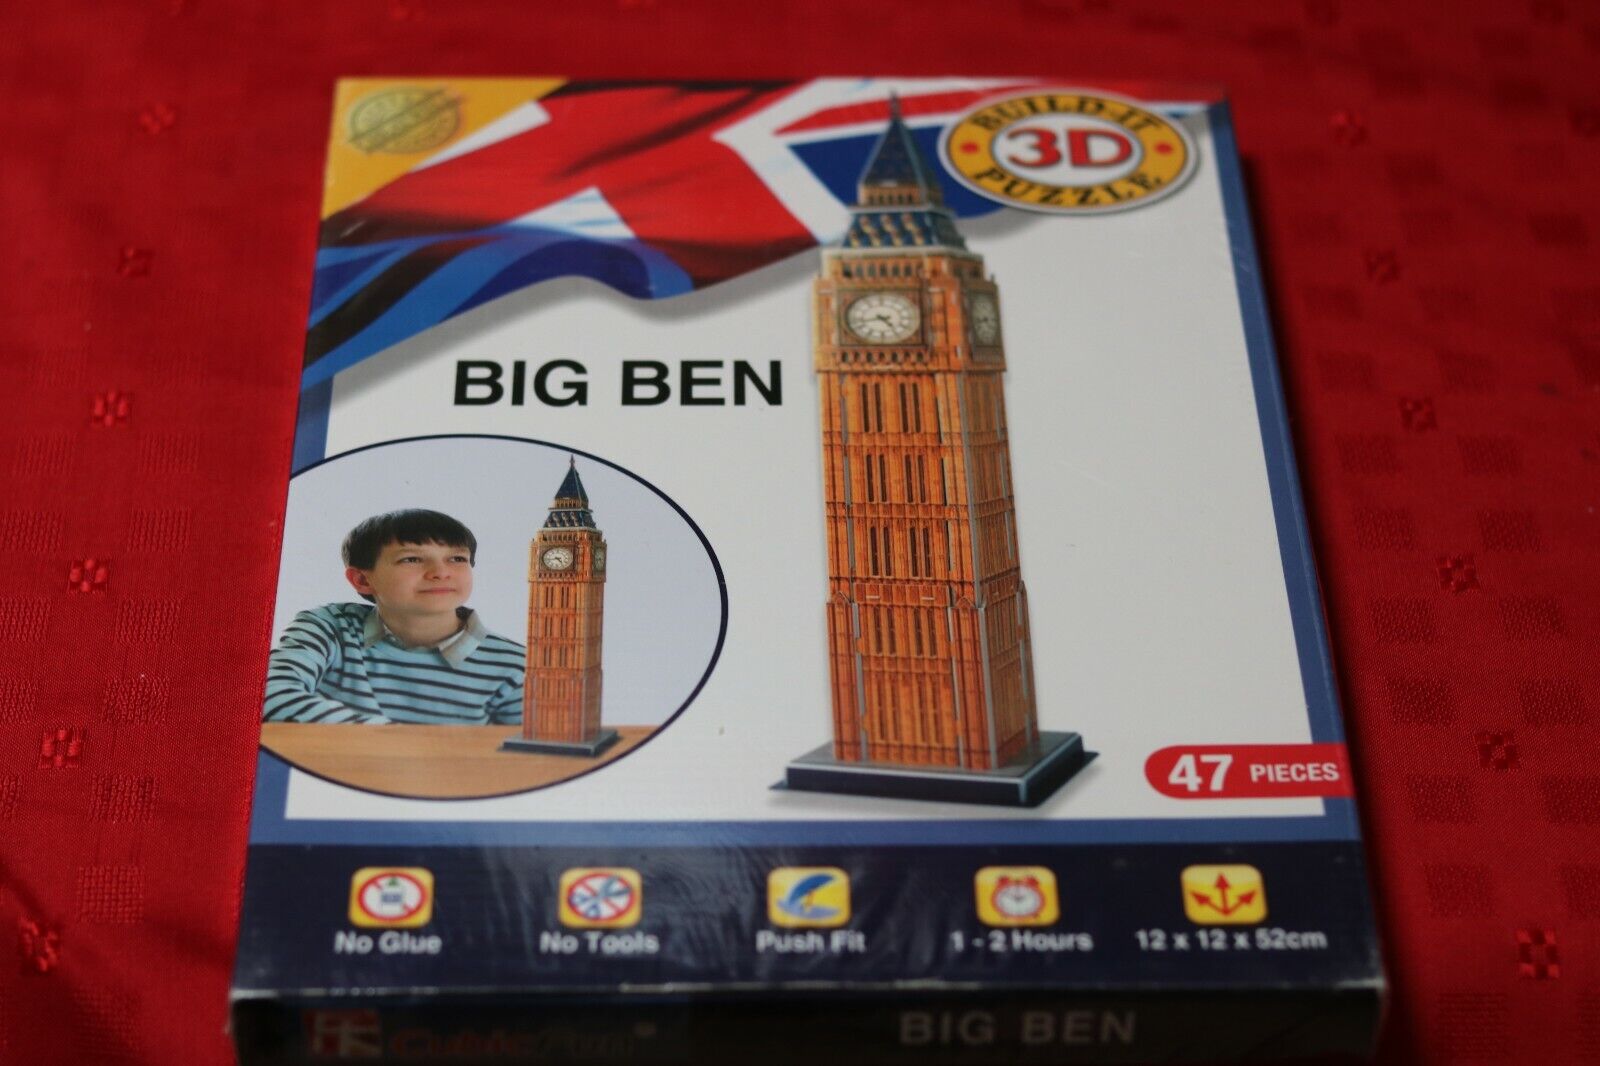 BUILD-IT
3D
PUZZLE
BIG BEN
47 PIECES
No Glue
No Tools
Push Fit
1 - 2 Hours
12 x 12 x 52cm
CubicFun®
BIG BEN